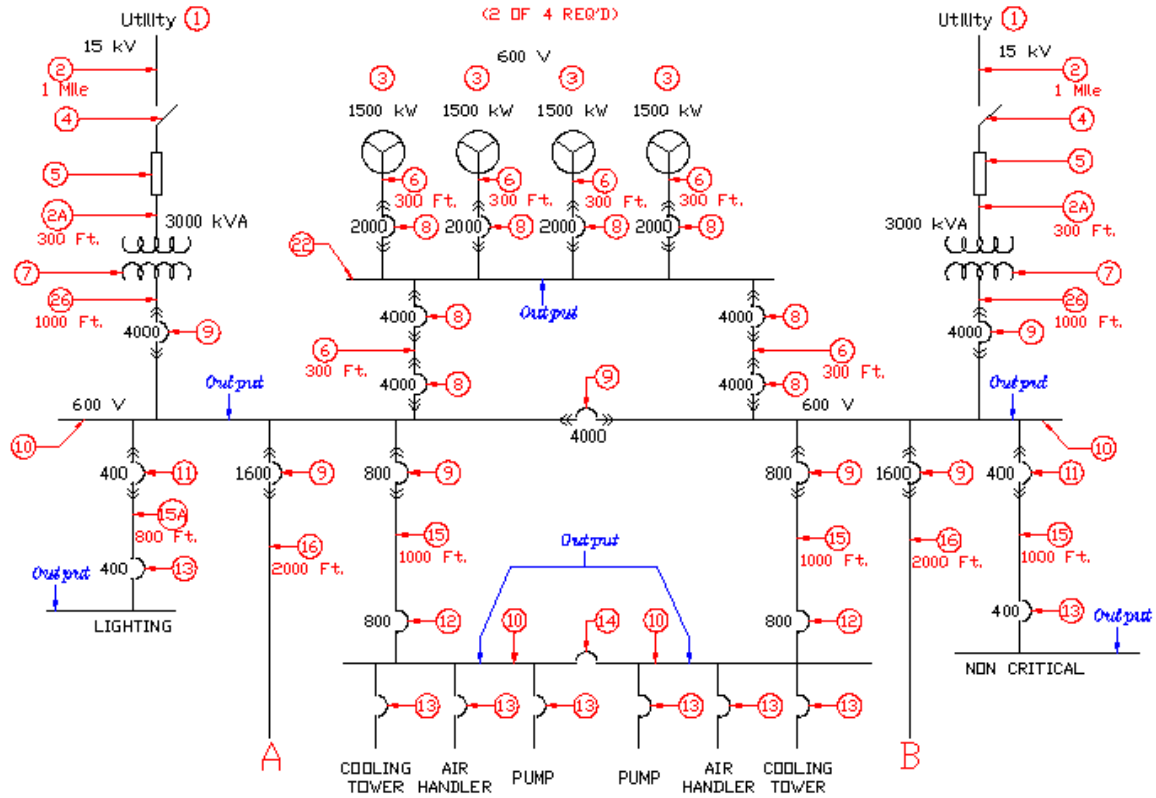 (2 OF 4 REQ'D)
Utility 1
Utility 1
15 kV
600 V
15 kV
2
3 3 3 3
2
1 Mile
1 Mile
1500 kW 1500 kW 1500 kW 1500 kW
4
4
5
5
6 6 6 6
300 Ft. 300 Ft. 300 Ft. 300 Ft.
2A
3000 kVA
300 Ft.
2000 8 2000 8 2000 8 2000 8
3000 kVA
2A
300 Ft.
22
7
7
26
1000 Ft.
Output
26
1000 Ft.
4000 9
4000 8
4000 8
4000 9
6
300 Ft.
6
300 Ft.
Output
4000 8
9
4000 8
Output
600 V
4000
600 V
10
10
400 11
1600 9
800 9
800 9
1600 9
400 11
15A
800 Ft.
16
2000 Ft.
15
1000 Ft.
Output
15
1000 Ft.
16
2000 Ft.
15
1000 Ft.
Output
400 13
800 12
10
14
10
800 12
400 13
Output
LIGHTING
NON CRITICAL
13 13 13 13 13 13
A
B
COOLING TOWER
AIR HANDLER
PUMP
PUMP
AIR HANDLER
COOLING TOWER